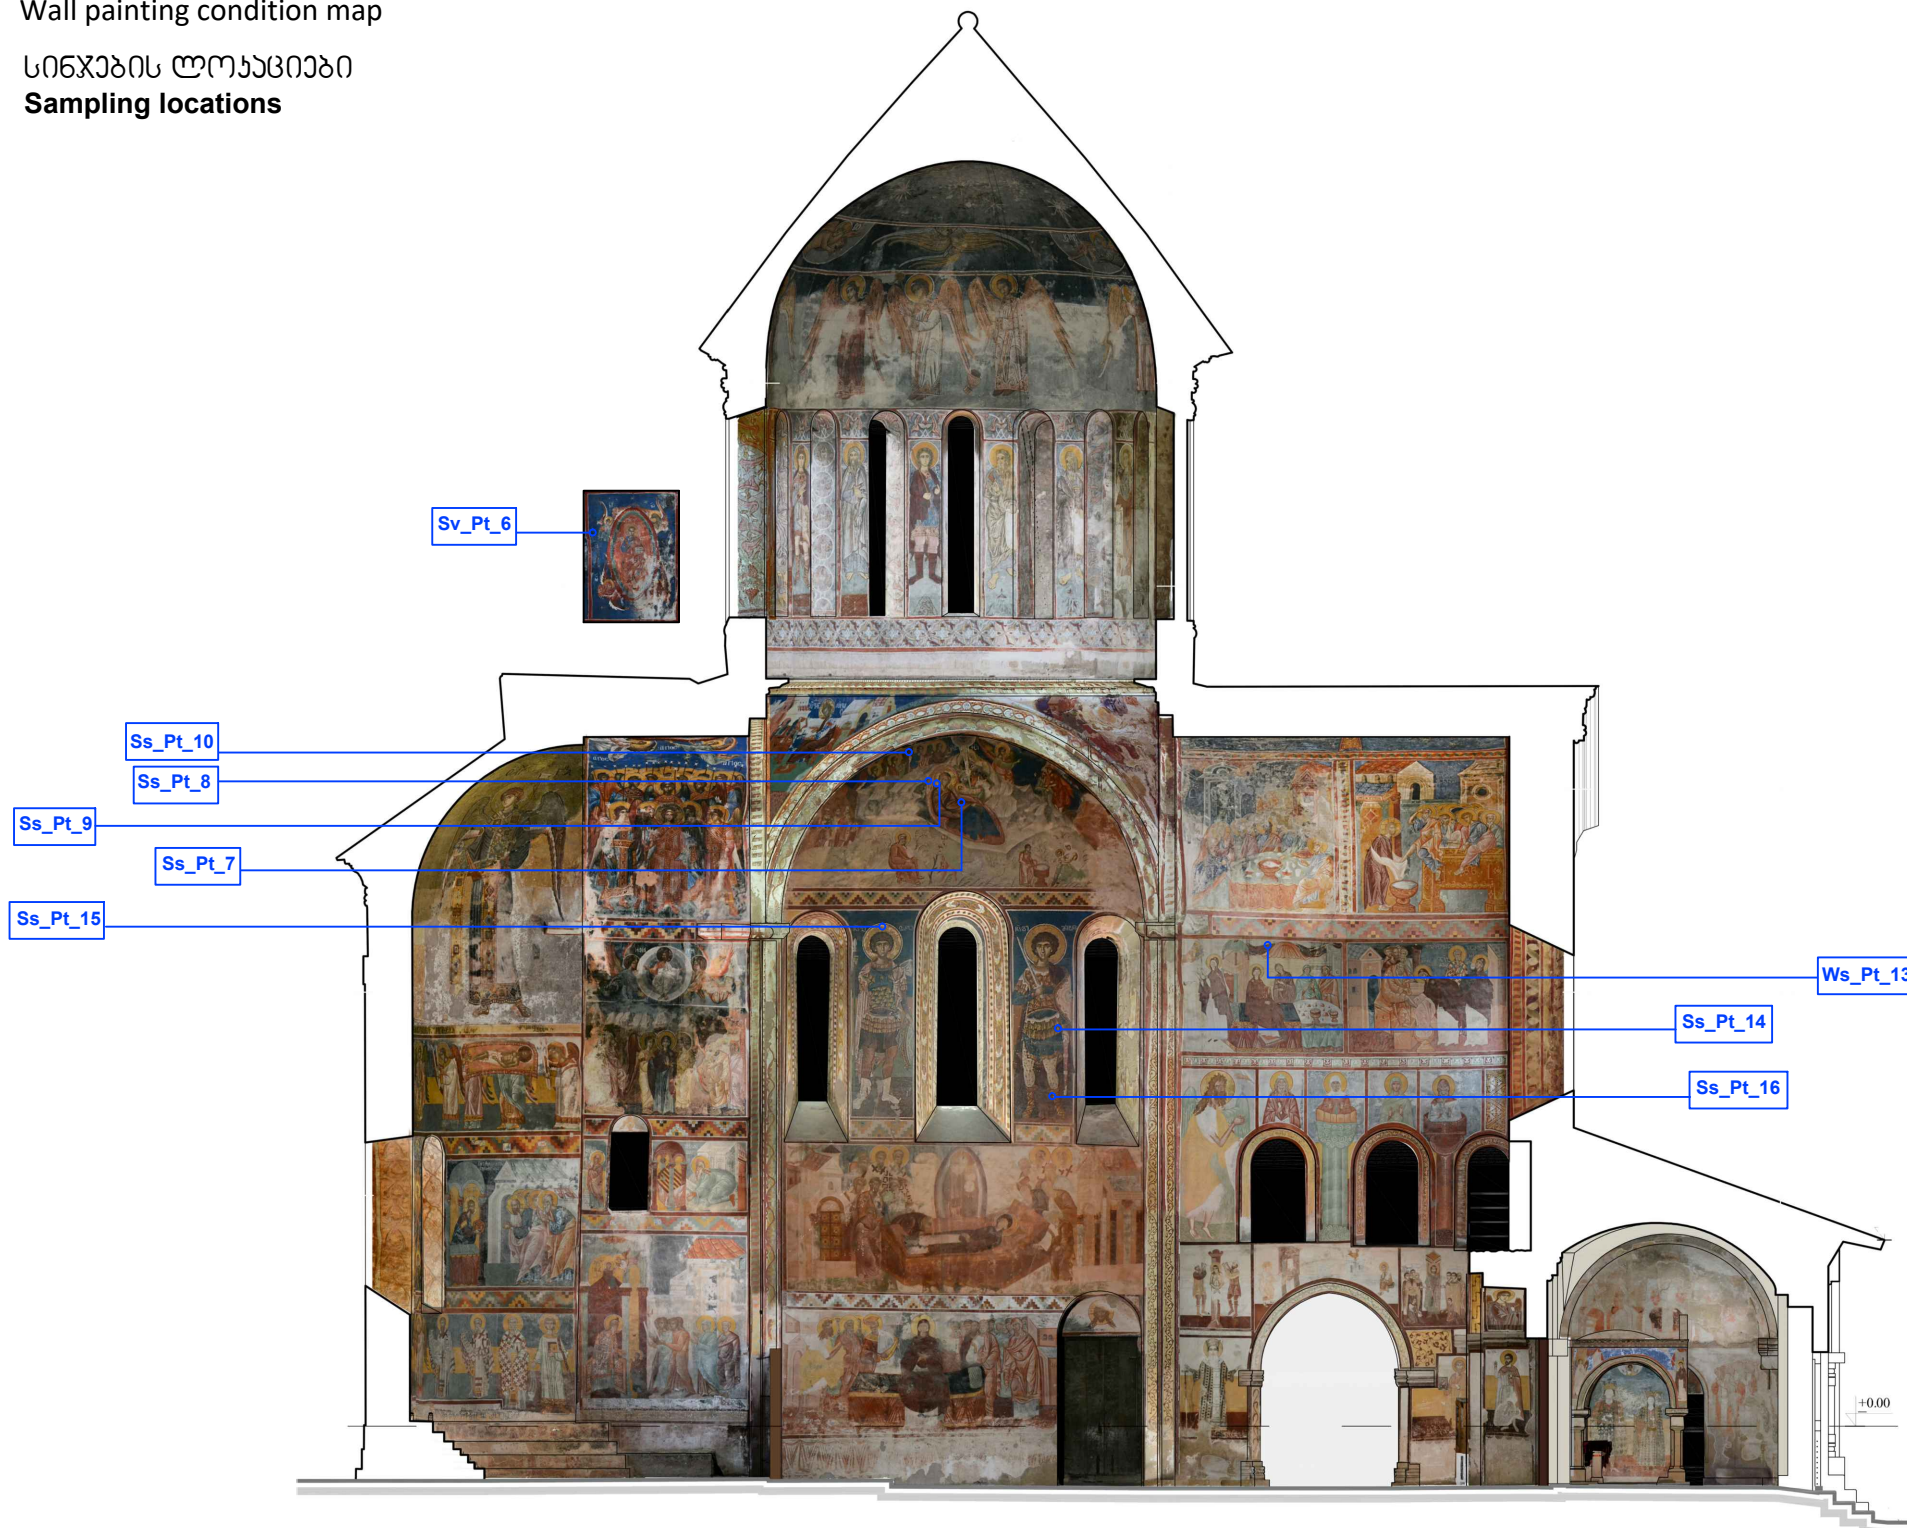 Wall painting condition map
სინჯების ლოკაციები
Sampling locations
Sv_Pt_6
Ss_Pt_10
Ss_Pt_8
Ss_Pt_9
Ss_Pt_7
Ss_Pt_15
Ws_Pt_13
Ss_Pt_14
Ss_Pt_16
+0.00